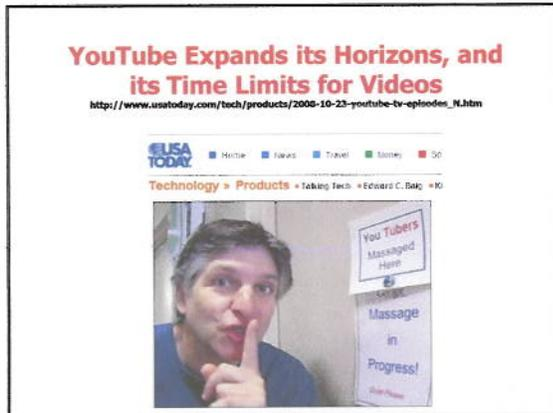 YouTube Expands its Horizons, and
its Time Limits for Videos
http://www.usatoday.com/tech/products/2008-10-23-youtube-tv-episodes_N.htm
USA
TODAY
Home News Travel Money
Technology » Products • Talking Tech • Edward C. Baig
You Tubers
Massaged
Here
Massage
in
Progress!